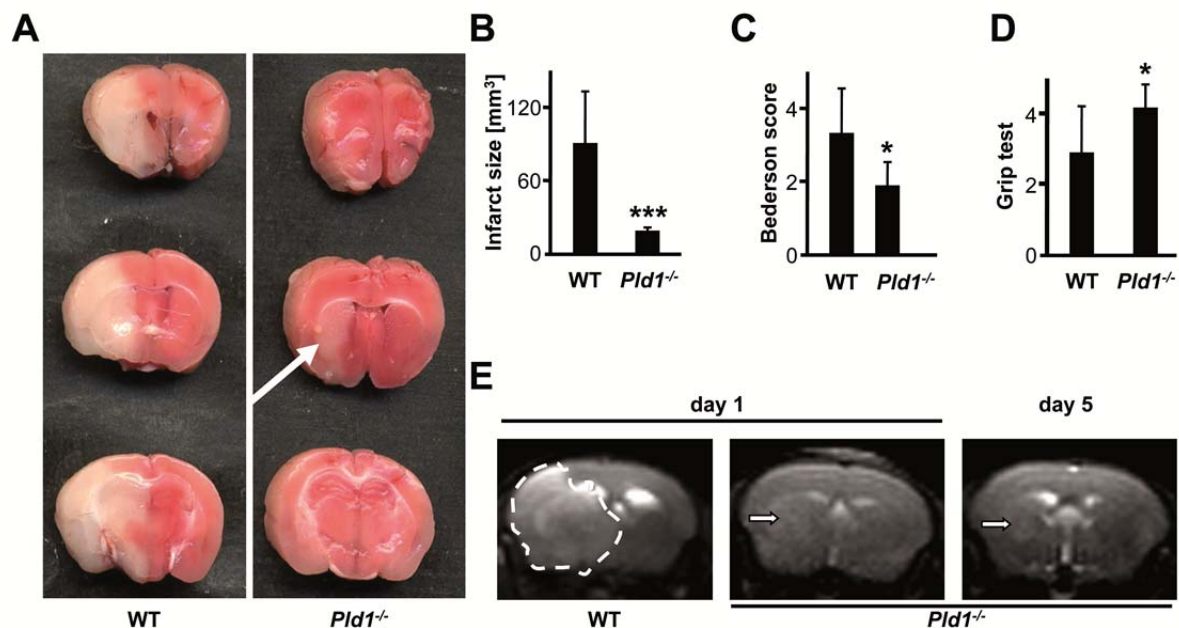 A
WT
Pld1-/-
B
Infarct size [mm3]
120
60
0
***
WT
Pld1-/-
C
Bederson score
4
2
0
*
WT
Pld1-/-
D
Grip test
4
2
0
*
WT
Pld1-/-
E
day 1
day 5
WT
Pld1-/-